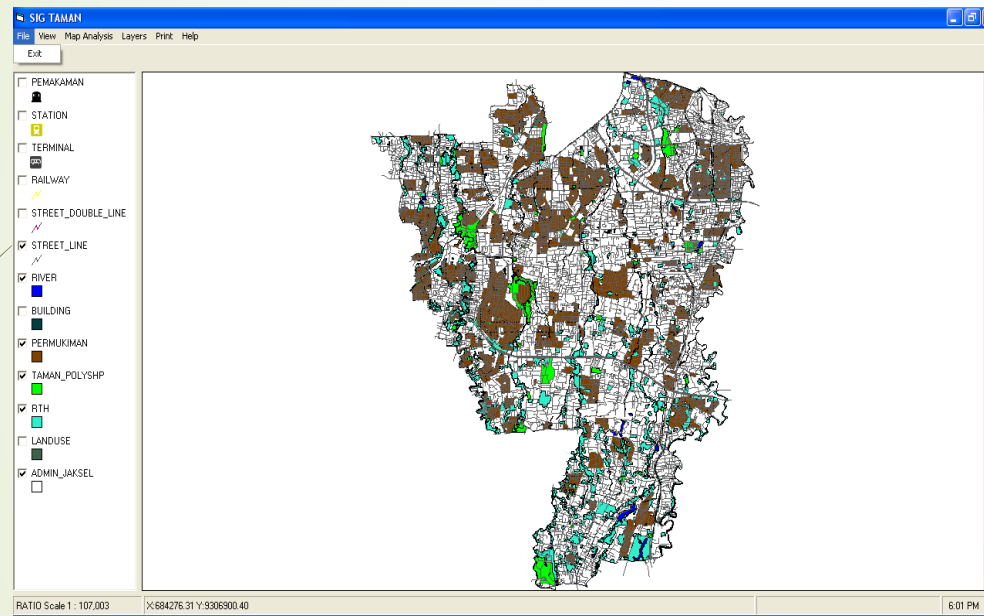 SIG TAMAN
File View Map Analysis Layers Print Help
Exit
PEMAKAMAN
STATION
TERMINAL
RAILWAY
STREET_DOUBLE_LINE
STREET_LINE
RIVER
BUILDING
PERMUKIMAN
TAMAN_POLYSHP
RTH
LANDUSE
ADMIN_JAKSEL
RATIO Scale 1 : 107,003 X:684276.31 Y:9306900.40 6:01 PM